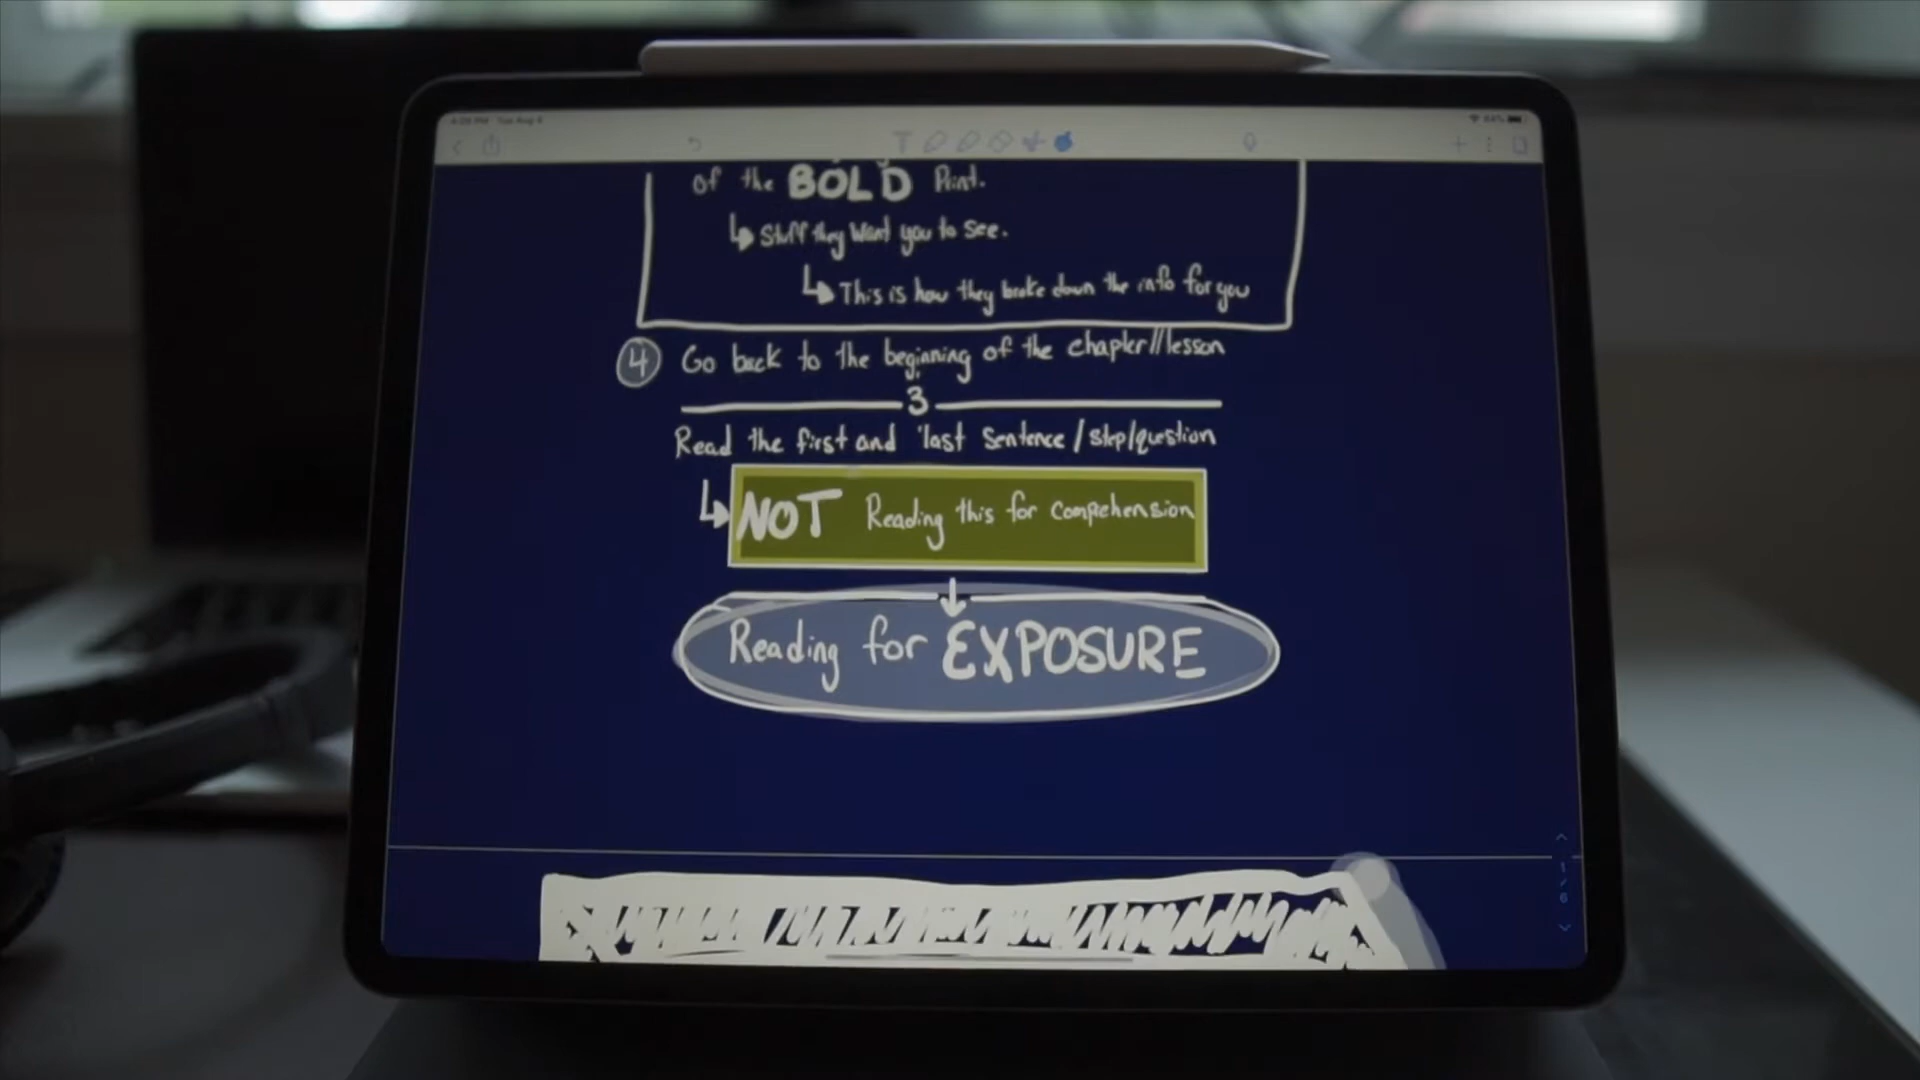 of the BOLD Print.
↳ Stuff they want you to see.
↳ This is how they broke down the info for you
4 Go back to the beginning of the chapter//lesson
3
Read the first and last sentence/step/question
↳ NOT Reading this for comprehension
Reading for EXPOSURE